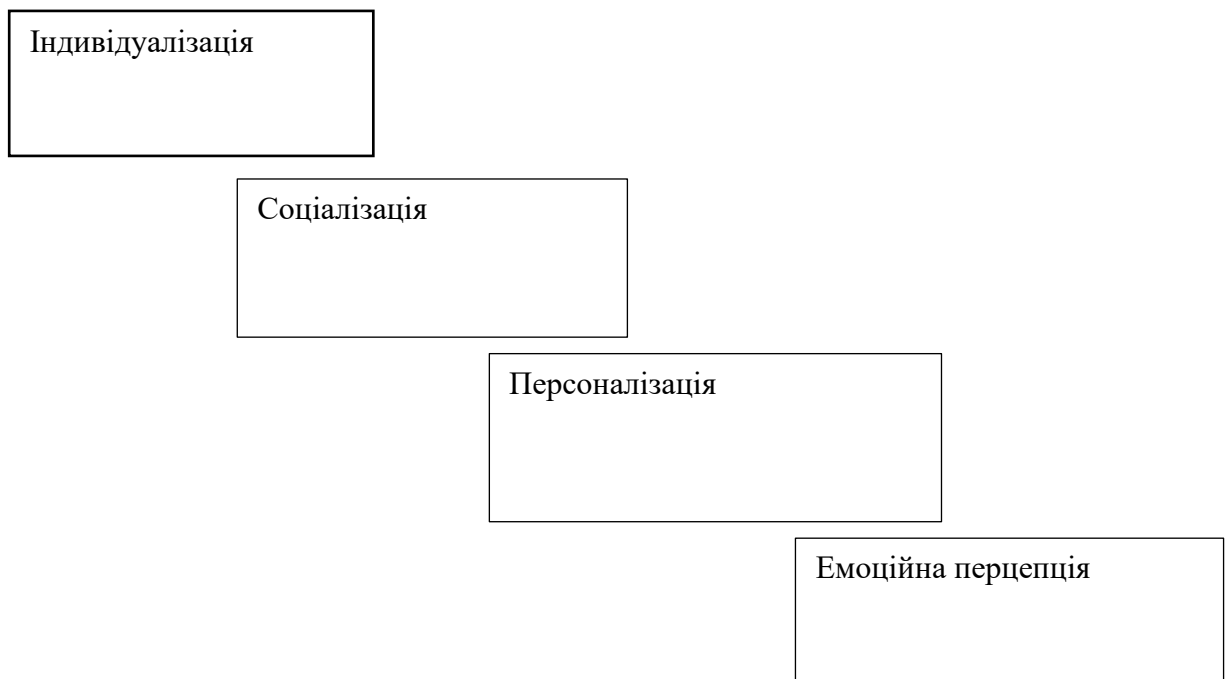 Індивідуалізація
Соціалізація
Персоналізація
Емоційна перцепція